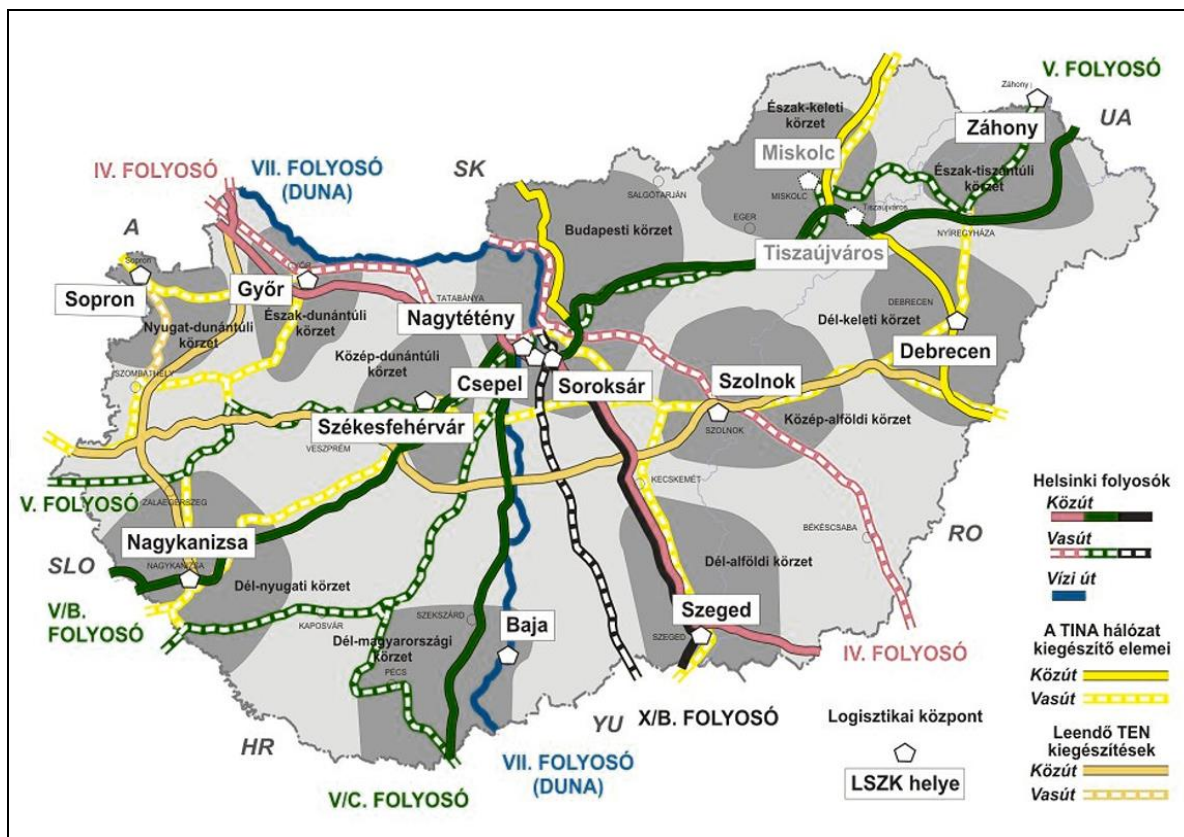 V. FOLYOSÓ
Záhony
UA
Észak-keleti
körzet
Záhony
Miskolc
MISKOLC
Észak-tiszántúli
körzet
IV. FOLYOSÓ
VII. FOLYOSÓ
(DUNA)
SK
SALGÓTARJÁN
EGER
Tiszaújváros
NYÍREGYHÁZA
Tiszaújváros
A
Sopron
Sopron
Győr
GYŐR
Budapesti körzet
TATABÁNYA
Nagytétény
DEBRECEN
Dél-keleti körzet
Debrecen
Nyugat-dunántúli
körzet
Észak-dunántúli
körzet
Közép-dunántúli
körzet
Csepel
Soroksár
Szolnok
SZOLNOK
Közép-alföldi körzet
SZOMBATHELY
Székesfehérvár
VESZPRÉM
KECSKEMÉT
V. FOLYOSÓ
ZALAEGERSZEG
BÉKÉSCSABA
RO
Nagykanizsa
NAGYKANIZSA
SLO
Dél-nyugati körzet
Dél-alföldi körzet
V/B.
FOLYOSÓ
KAPOSVÁR
SZEKSZÁRD
Dél-magyarországi
körzet
PÉCS
Baja
Szeged
SZEGED
IV. FOLYOSÓ
HR
YU
X/B. FOLYOSÓ
VII. FOLYOSÓ
(DUNA)
V/C. FOLYOSÓ
Helsinki folyosók
Közút
Vasút
Vízi út
A TINA hálózat
kiegészítő elemei
Közút
Vasút
Leendő TEN
kiegészítések
Közút
Vasút
Logisztikai központ
LSZK helye